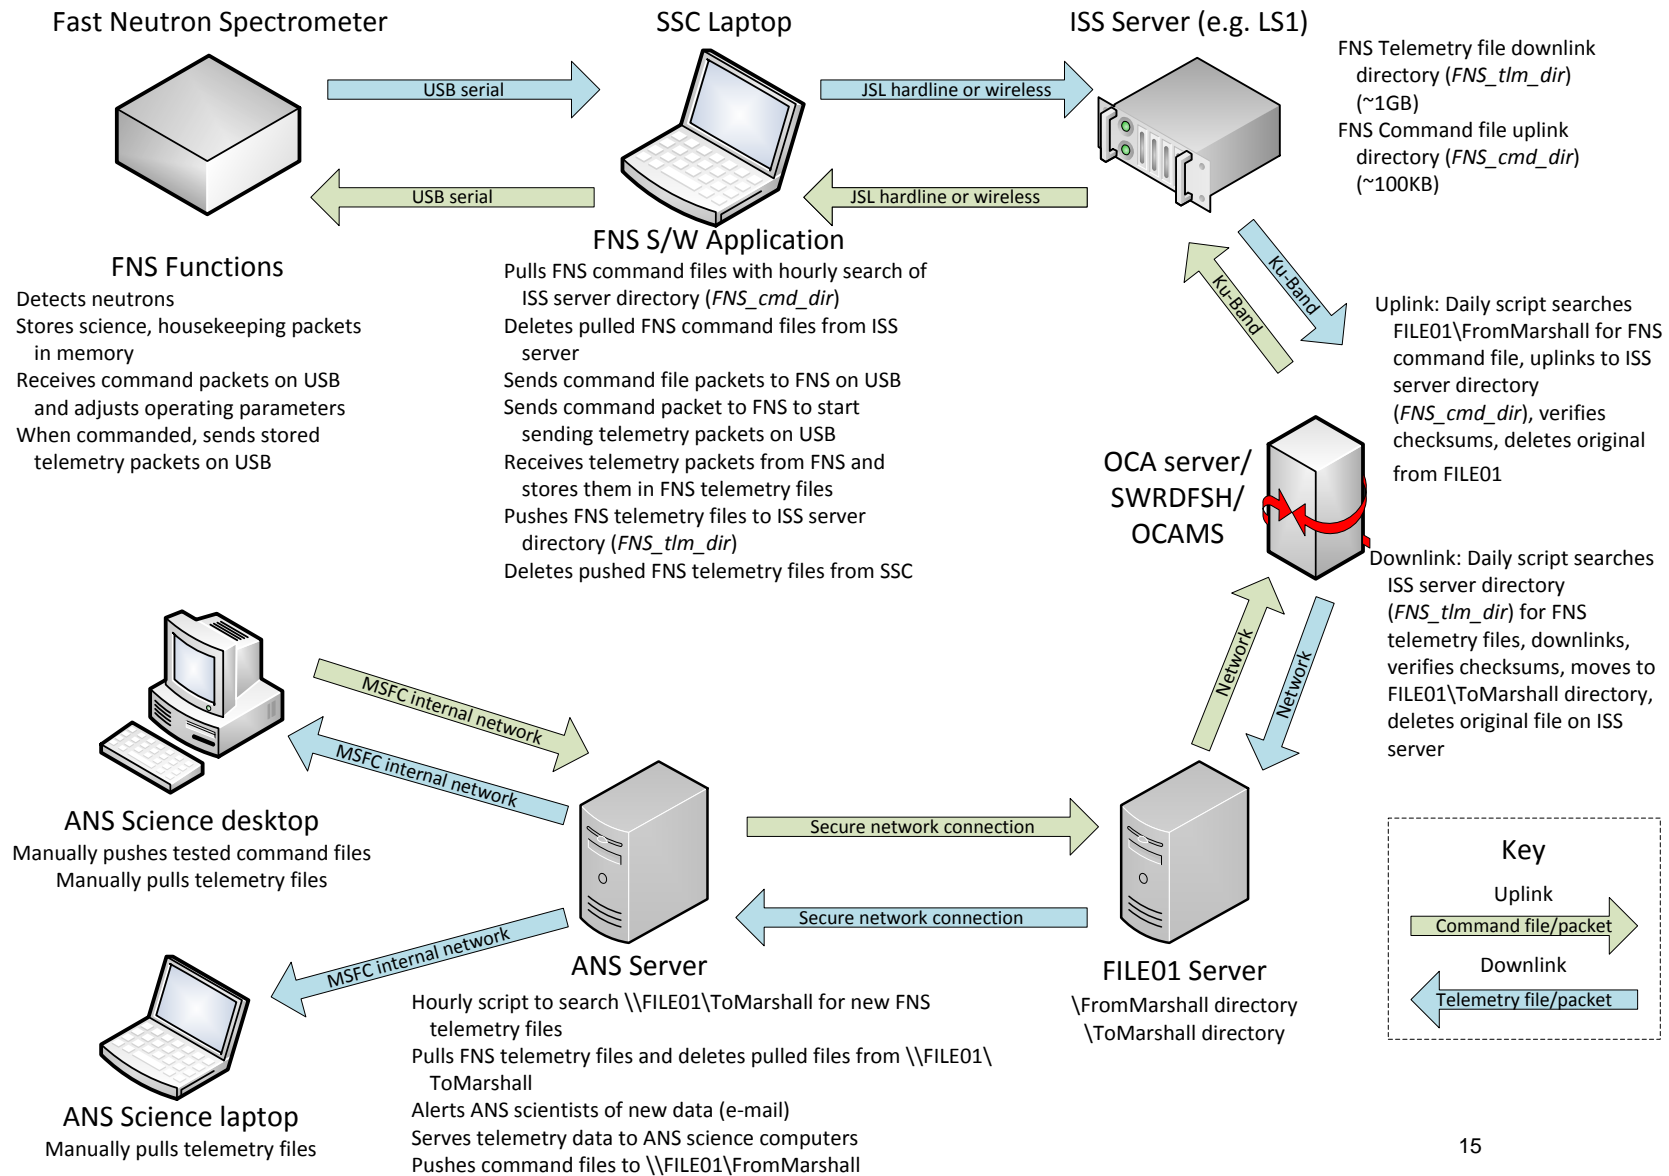 Fast Neutron Spectrometer
SSC Laptop
ISS Server (e.g. LS1)
USB serial
JSL hardline or wireless
USB serial
JSL hardline or wireless
FNS Telemetry file downlink
directory (FNS_tlm_dir)
(~1GB)
FNS Command file uplink
directory (FNS_cmd_dir)
(~100KB)
FNS Functions
Detects neutrons
Stores science, housekeeping packets
in memory
Receives command packets on USB
and adjusts operating parameters
When commanded, sends stored
telemetry packets on USB
FNS S/W Application
Pulls FNS command files with hourly search of
ISS server directory (FNS_cmd_dir)
Deletes pulled FNS command files from ISS
server
Sends command file packets to FNS on USB
Sends command packet to FNS to start
sending telemetry packets on USB
Receives telemetry packets from FNS and
stores them in FNS telemetry files
Pushes FNS telemetry files to ISS server
directory (FNS_tlm_dir)
Deletes pushed FNS telemetry files from SSC
Ku-Band
Ku-Band
Uplink: Daily script searches
FILE01\FromMarshall for FNS
command file, uplinks to ISS
server directory
(FNS_cmd_dir), verifies
checksums, deletes original
from FILE01
OCA server/
SWRDFSH/
OCAMS
Downlink: Daily script searches
ISS server directory
(FNS_tlm_dir) for FNS
telemetry files, downlinks,
verifies checksums, moves to
FILE01\ToMarshall directory,
deletes original file on ISS
server
Network
Network
MSFC internal network
MSFC internal network
ANS Science desktop
Manually pushes tested command files
Manually pulls telemetry files
Secure network connection
Secure network connection
MSFC internal network
ANS Server
Hourly script to search \\FILE01\ToMarshall for new FNS
telemetry files
Pulls FNS telemetry files and deletes pulled files from \\FILE01\
ToMarshall
Alerts ANS scientists of new data (e-mail)
Serves telemetry data to ANS science computers
Pushes command files to \\FILE01\FromMarshall
FILE01 Server
\FromMarshall directory
\ToMarshall directory
Key
Uplink
Command file/packet
Downlink
Telemetry file/packet
ANS Science laptop
Manually pulls telemetry files
15